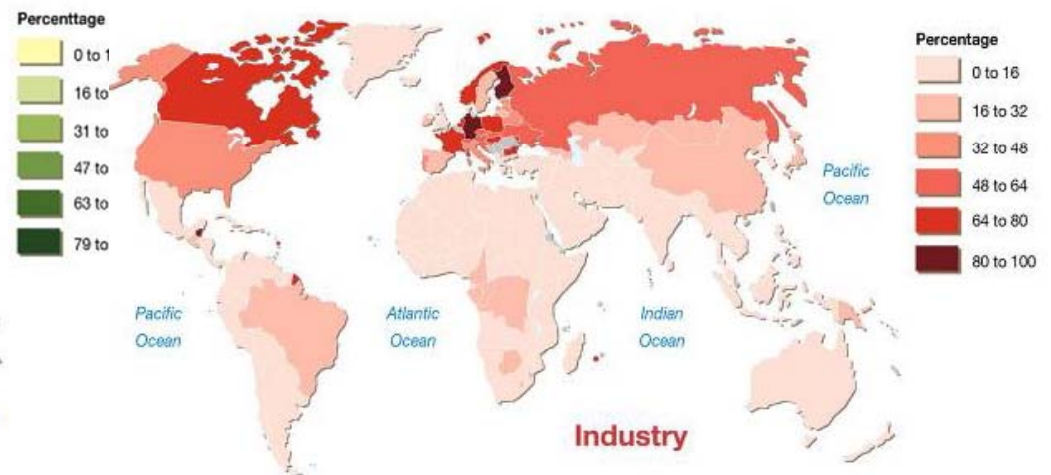 Percenttage
0 to 1
16 to
31 to
47 to
63 to
79 to
Percentage
0 to 16
16 to 32
32 to 48
48 to 64
64 to 80
80 to 100
Pacific
Ocean
Pacific
Ocean
Atlantic
Ocean
Indian
Ocean
Industry